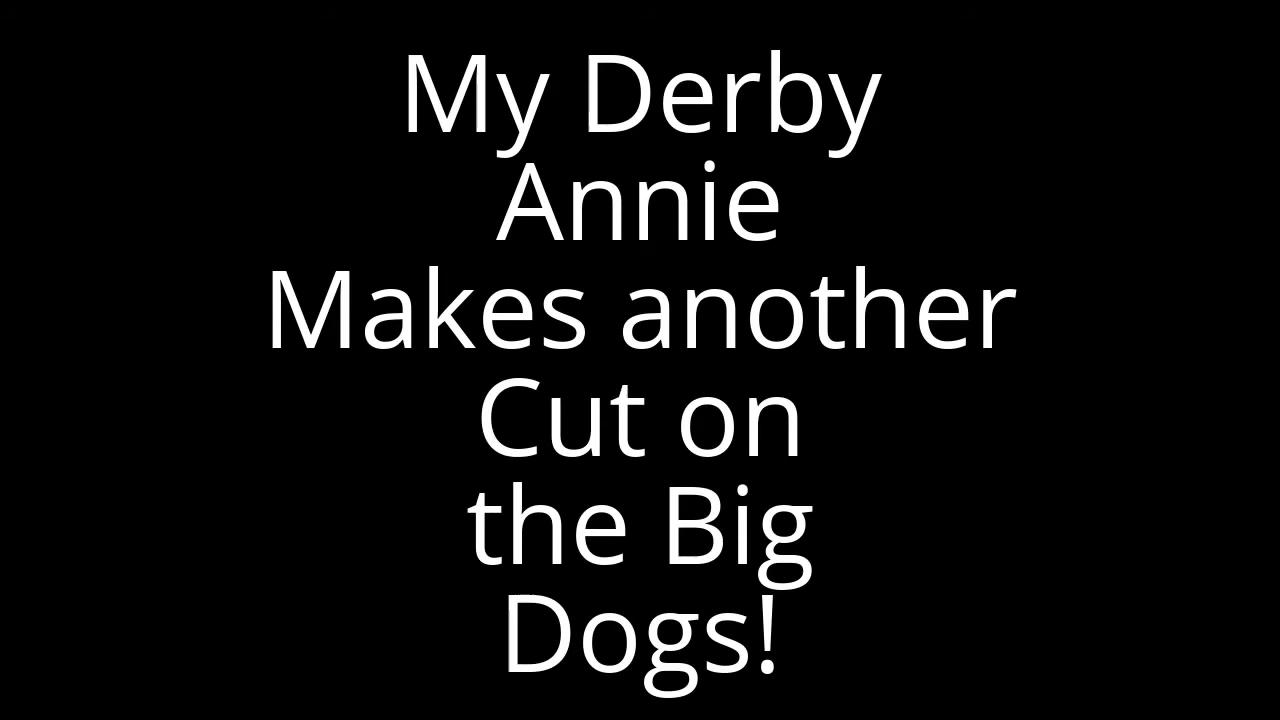 My Derby
Annie
Makes another
Cut on
the Big
Dogs!